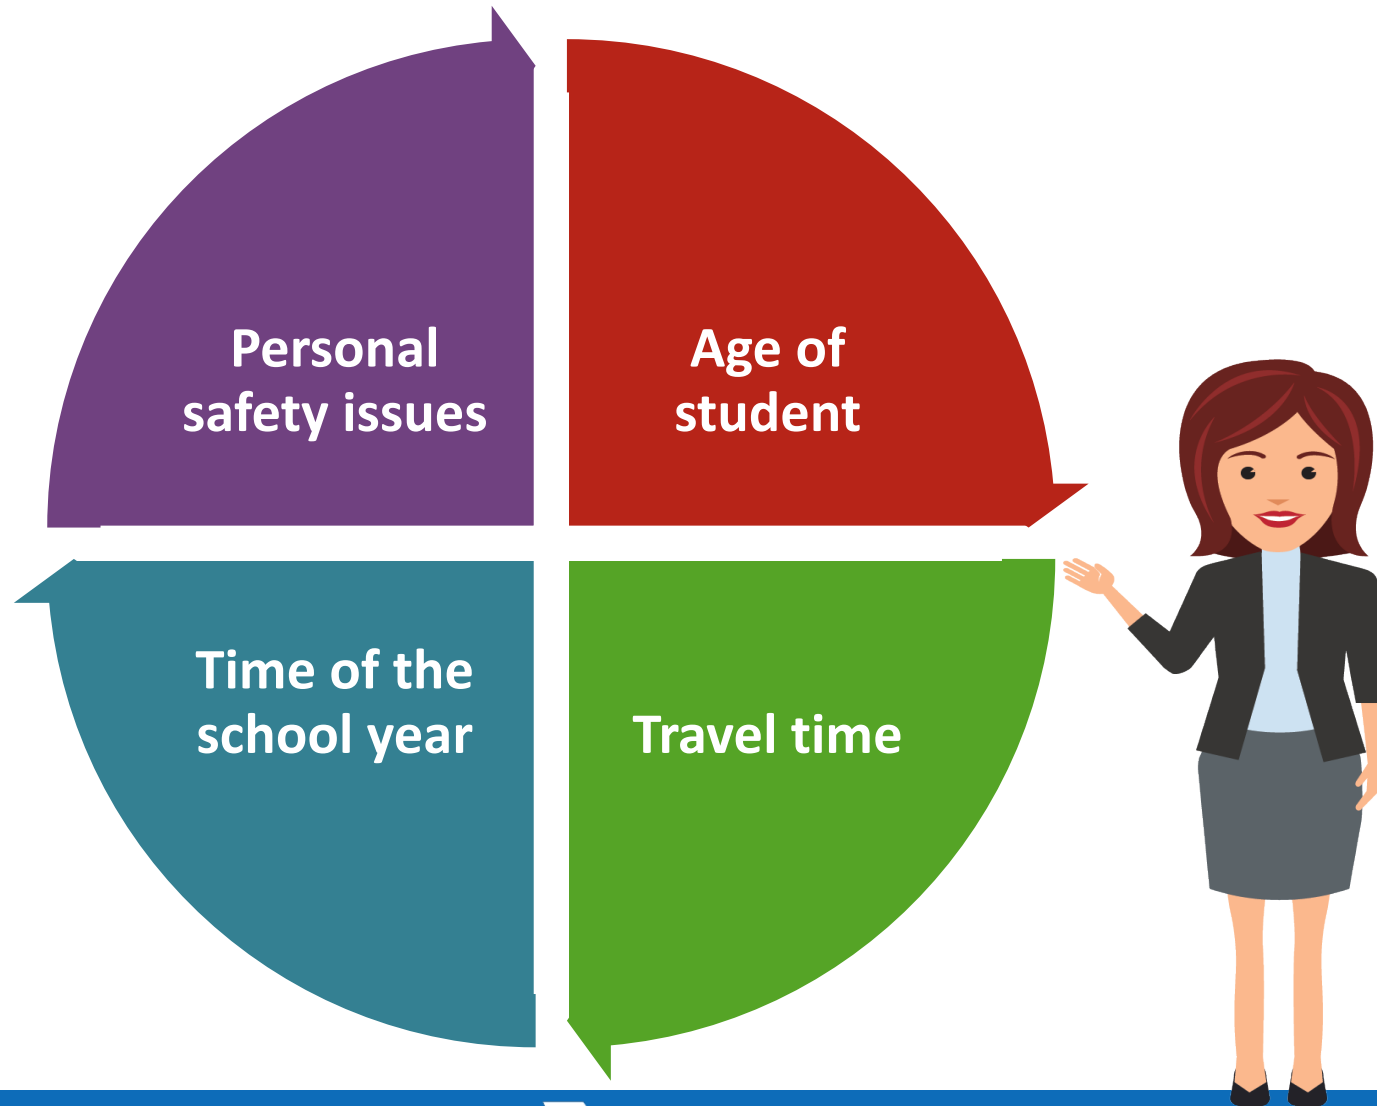 Personal
safety issues
Age of
student
Time of the
school year
Travel time